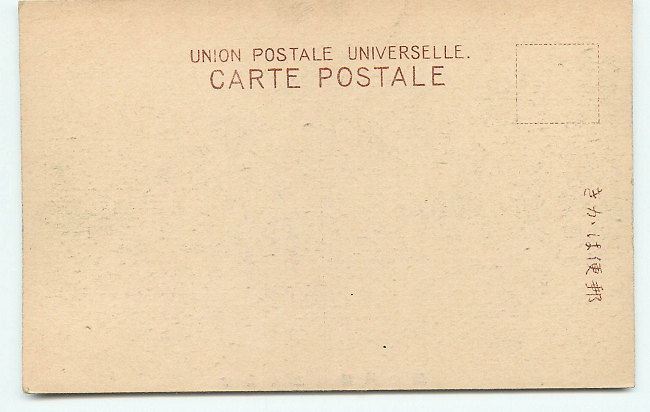 UNION POSTALE UNIVERSELLE.
CARTE POSTALE
郵便はかき